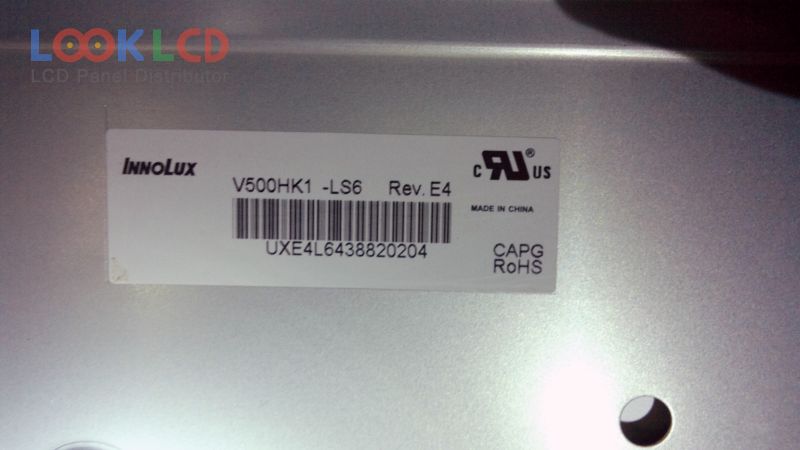 LOOKLCD
LCD Panel Distributor
INNOLUX
V500HK1 -LS6 Rev. E4
UXE4L6438820204
C RU ® US
MADE IN CHINA
CAPG
RoHS